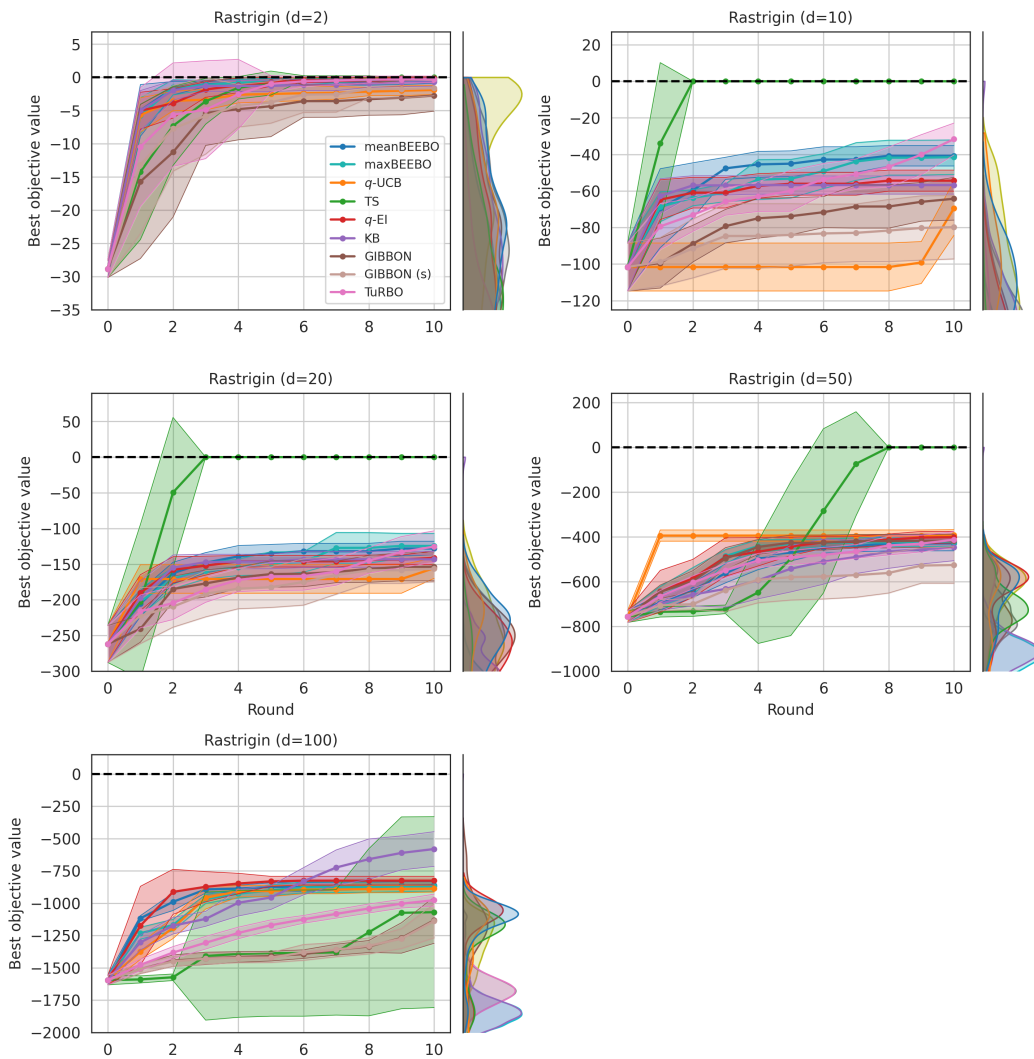 Rastrigin (d=2)
Best objective value
5
0
−5
−10
−15
−20
−25
−30
−35
0 2 4 6 8 10
meanBEEBO
maxBEEBO
q-UCB
TS
q-EI
KB
GIBBON
GIBBON (s)
TuRBO
Rastrigin (d=10)
Best objective value
20
0
−20
−40
−60
−80
−100
−120
0 2 4 6 8 10
Rastrigin (d=20)
Best objective value
50
0
−50
−100
−150
−200
−250
−300
0 2 4 6 8 10
Round
Rastrigin (d=50)
Best objective value
200
0
−200
−400
−600
−800
−1000
0 2 4 6 8 10
Round
Rastrigin (d=100)
Best objective value
0
−250
−500
−750
−1000
−1250
−1500
−1750
−2000
0 2 4 6 8 10